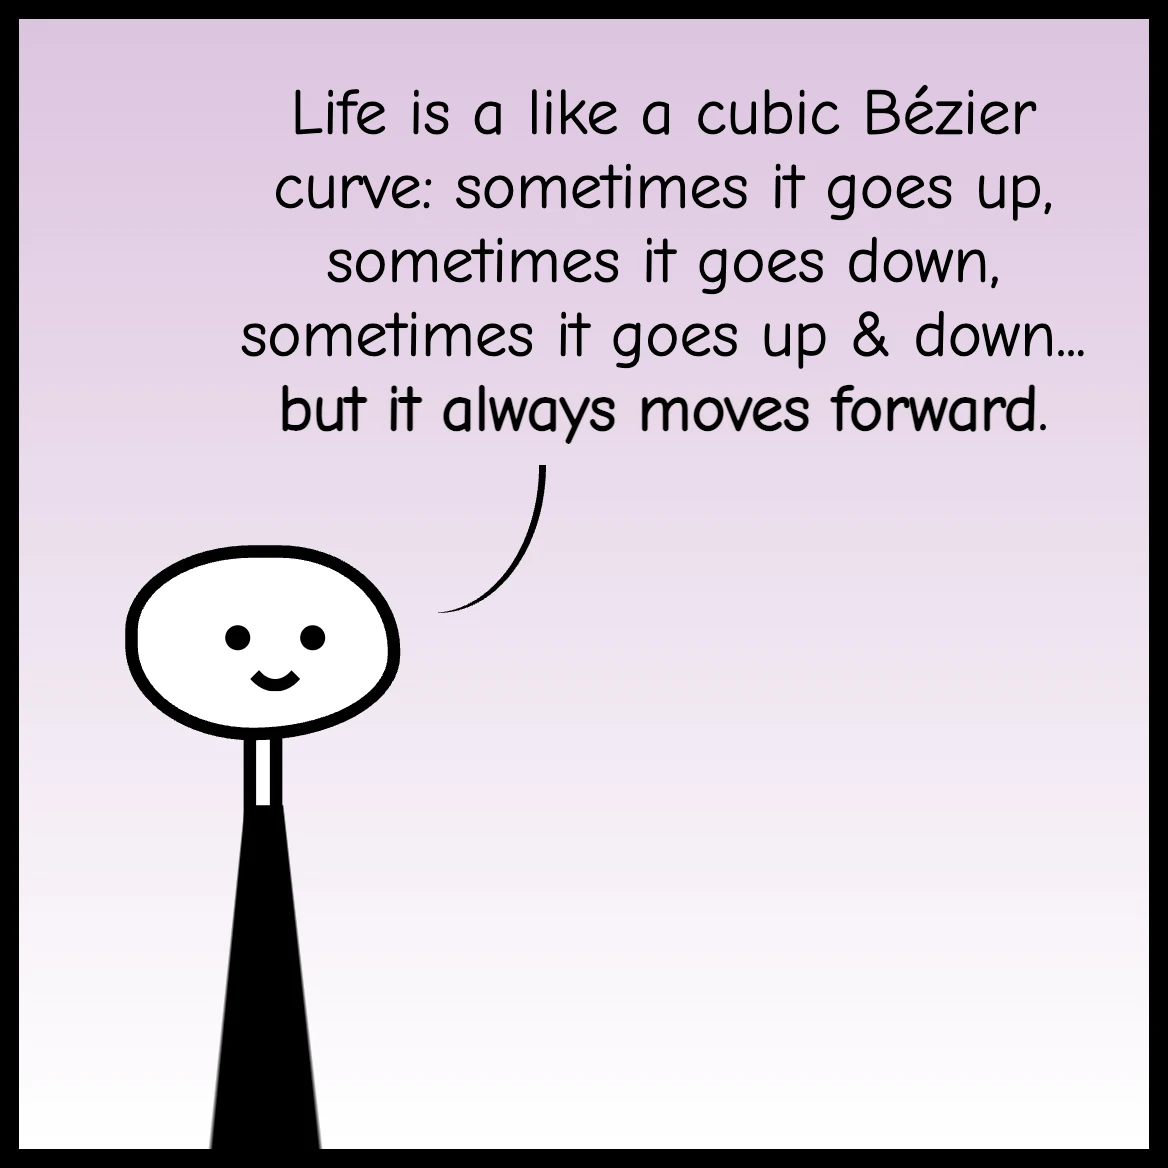 Life is a like a cubic Bézier
curve: sometimes it goes up,
sometimes it goes down,
sometimes it goes up & down...
but it always moves forward.